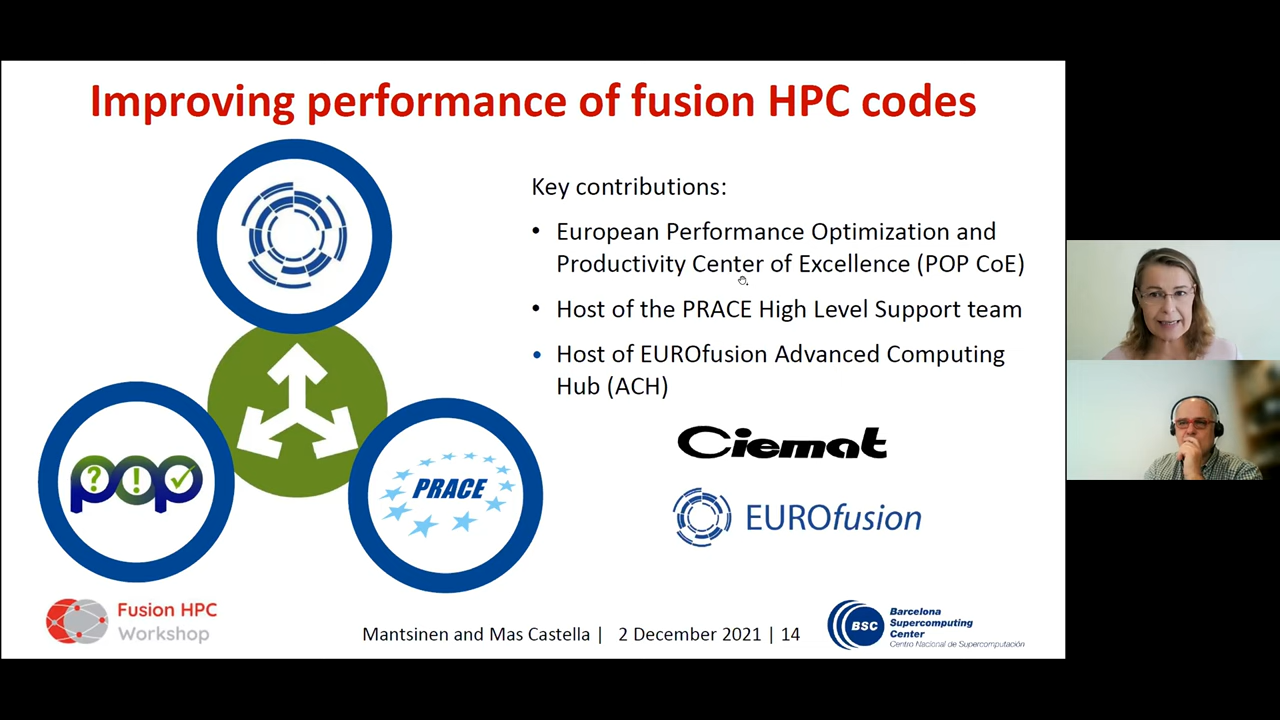 Improving performance of fusion HPC codes
Key contributions:
• European Performance Optimization and
Productivity Center of Excellence (POP CoE)
• Host of the PRACE High Level Support team
• Host of EUROfusion Advanced Computing
Hub (ACH)
pop
?!✓
PRACE
Ciemat
EUROfusion
Fusion HPC
Workshop
Mantsinen and Mas Castella | 2 December 2021 | 14
BSC
Barcelona
Supercomputing
Center
Centro Nacional de Supercomputación